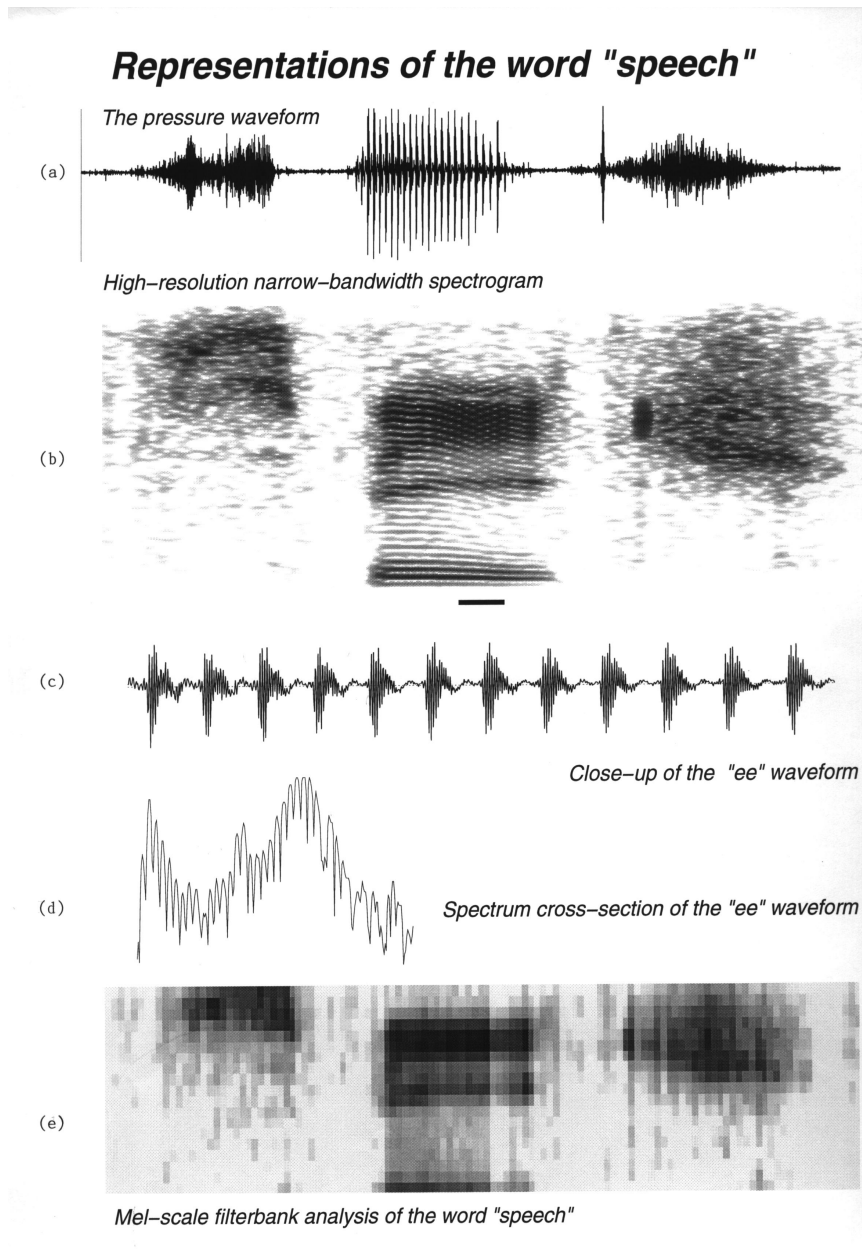 Representations of the word "speech"
The pressure waveform
(a)
High–resolution narrow–bandwidth spectrogram
(b)
(c)
Close–up of the "ee" waveform
(d)
Spectrum cross–section of the "ee" waveform
(e)
Mel–scale filterbank analysis of the word "speech"